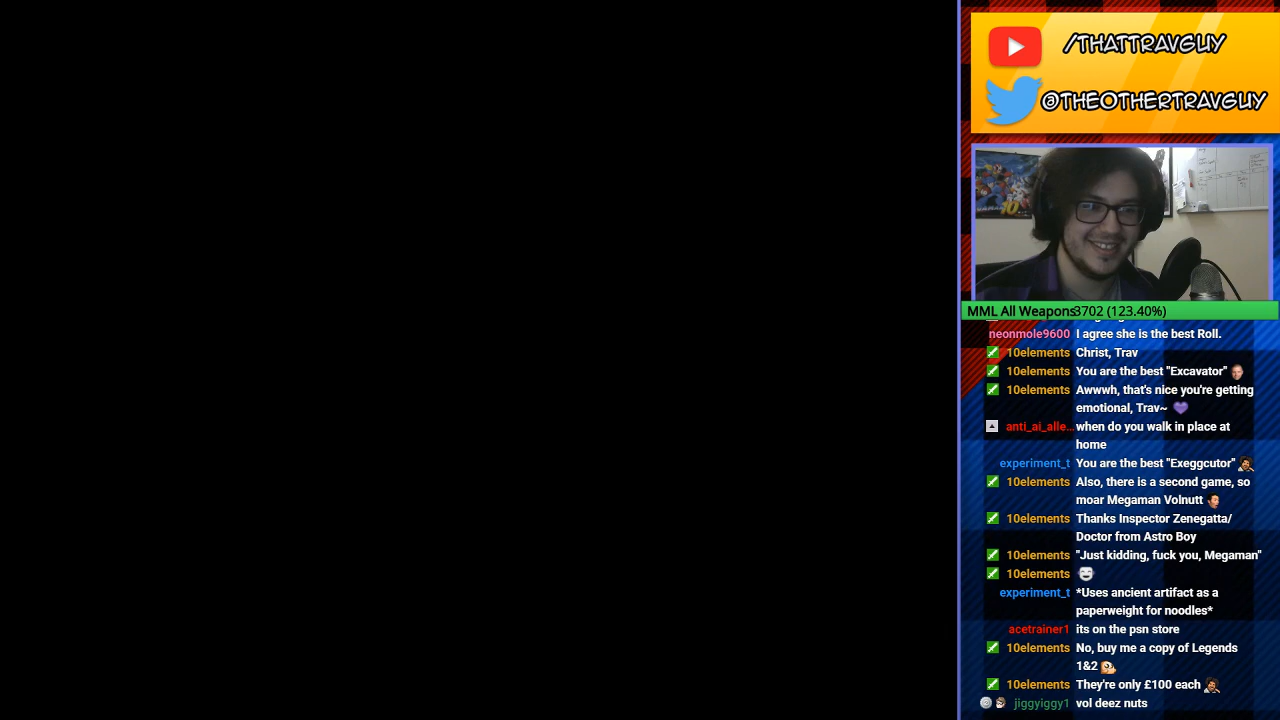 /THATTRAVGUY
@THEOTHERTRAVGUY
MML All Weapons3702 (123.40%)
neonmole9600 I agree she is the best Roll.
10elements Christ, Trav
10elements You are the best "Excavator"
10elements Awwwh, that's nice you're getting
emotional, Trav~
anti_ai_alle... when do you walk in place at
home
experiment_t You are the best "Exeggcutor"
10elements Also, there is a second game, so
moar Megaman Volnutt
10elements Thanks Inspector Zenegatta/
Doctor from Astro Boy
10elements "Just kidding, fuck you, Megaman"
10elements
experiment_t *Uses ancient artifact as a
paperweight for noodles*
acetrainer1 its on the psn store
10elements No, buy me a copy of Legends
1&2
10elements They're only £100 each
jiggyiggy1 vol deez nuts